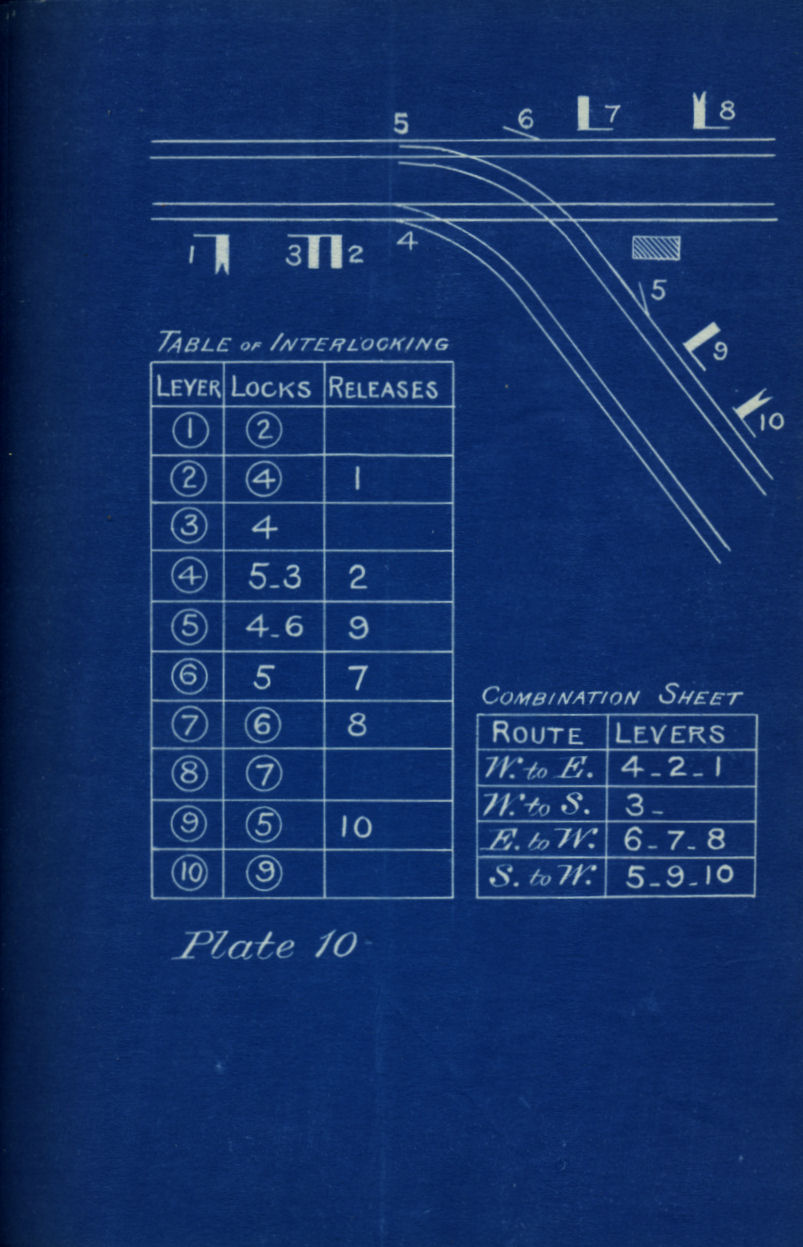 5 6 7 8
1 3 2 4
5
9
10
TABLE OF INTERLOCKING
LEVER LOCKS RELEASES
1 2
2 4 1
3 4
4 5-3 2
5 4-6 9
6 5 7
7 6 8
8 7
9 5 10
10 9
COMBINATION SHEET
ROUTE LEVERS
W. to E. 4-2-1
W. to S. 3-
E. to W. 6-7-8
S. to W. 5-9-10
Plate 10